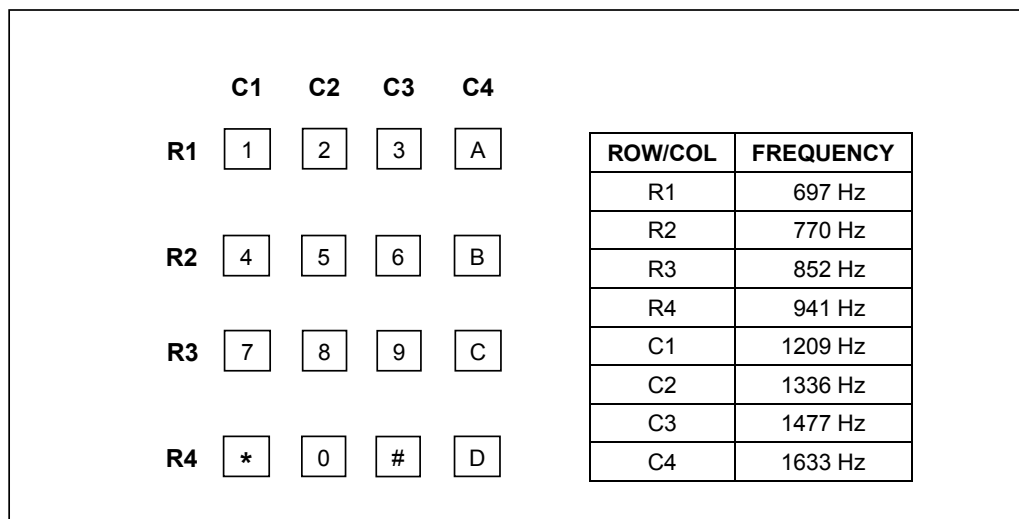 C1 C2 C3 C4
R1 1 2 3 A
R2 4 5 6 B
R3 7 8 9 C
R4 * 0 # D
ROW/COL FREQUENCY
R1 697 Hz
R2 770 Hz
R3 852 Hz
R4 941 Hz
C1 1209 Hz
C2 1336 Hz
C3 1477 Hz
C4 1633 Hz